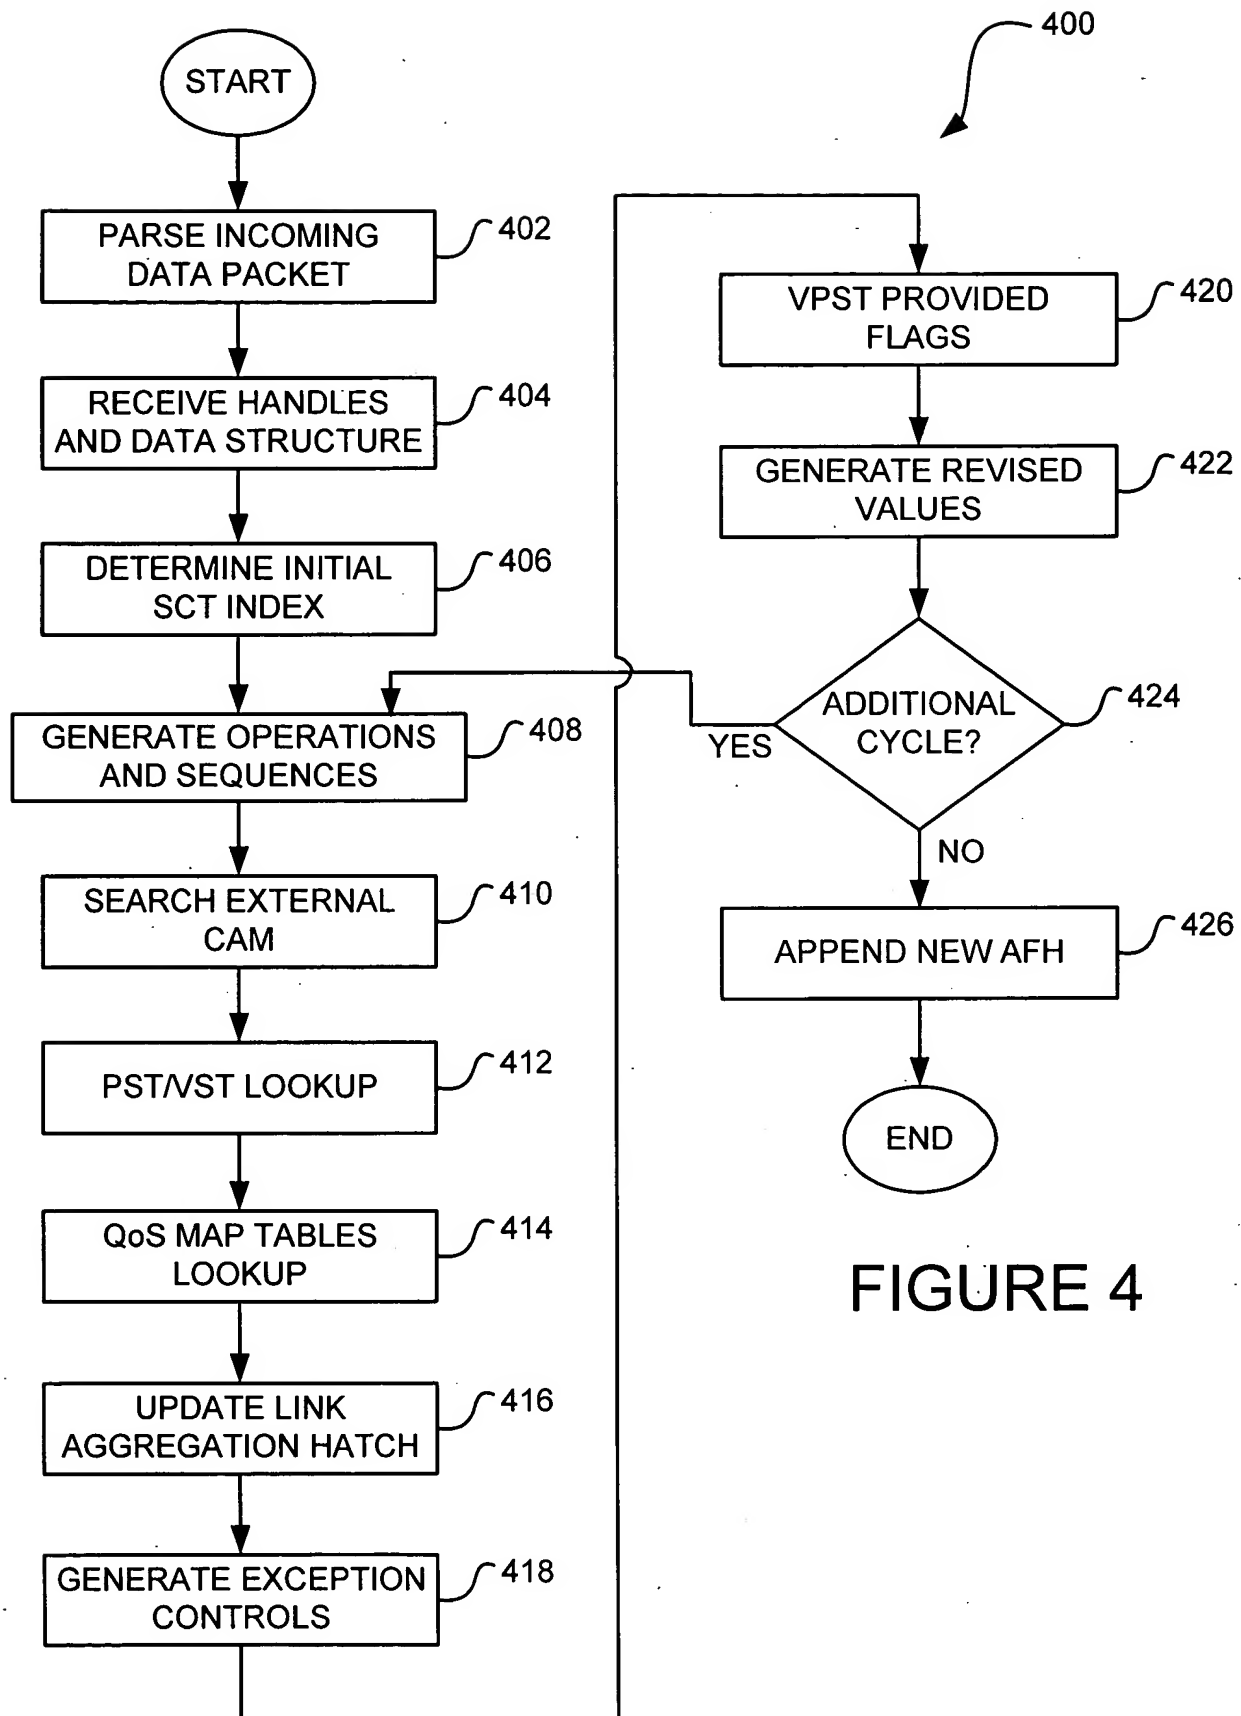 400
START
PARSE INCOMING
DATA PACKET
402
RECEIVE HANDLES
AND DATA STRUCTURE
404
DETERMINE INITIAL
SCT INDEX
406
GENERATE OPERATIONS
AND SEQUENCES
408
SEARCH EXTERNAL
CAM
410
PST/VST LOOKUP
412
QoS MAP TABLES
LOOKUP
414
UPDATE LINK
AGGREGATION HATCH
416
GENERATE EXCEPTION
CONTROLS
418
VPST PROVIDED
FLAGS
420
GENERATE REVISED
VALUES
422
ADDITIONAL
CYCLE?
424
YES
NO
APPEND NEW AFH
426
END
FIGURE 4